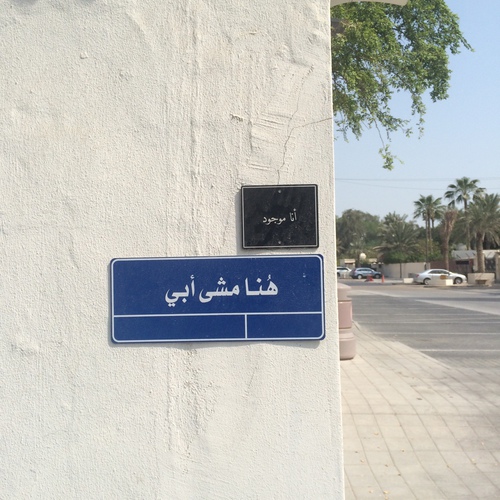 أنا موجود
هُنا مشى أبي